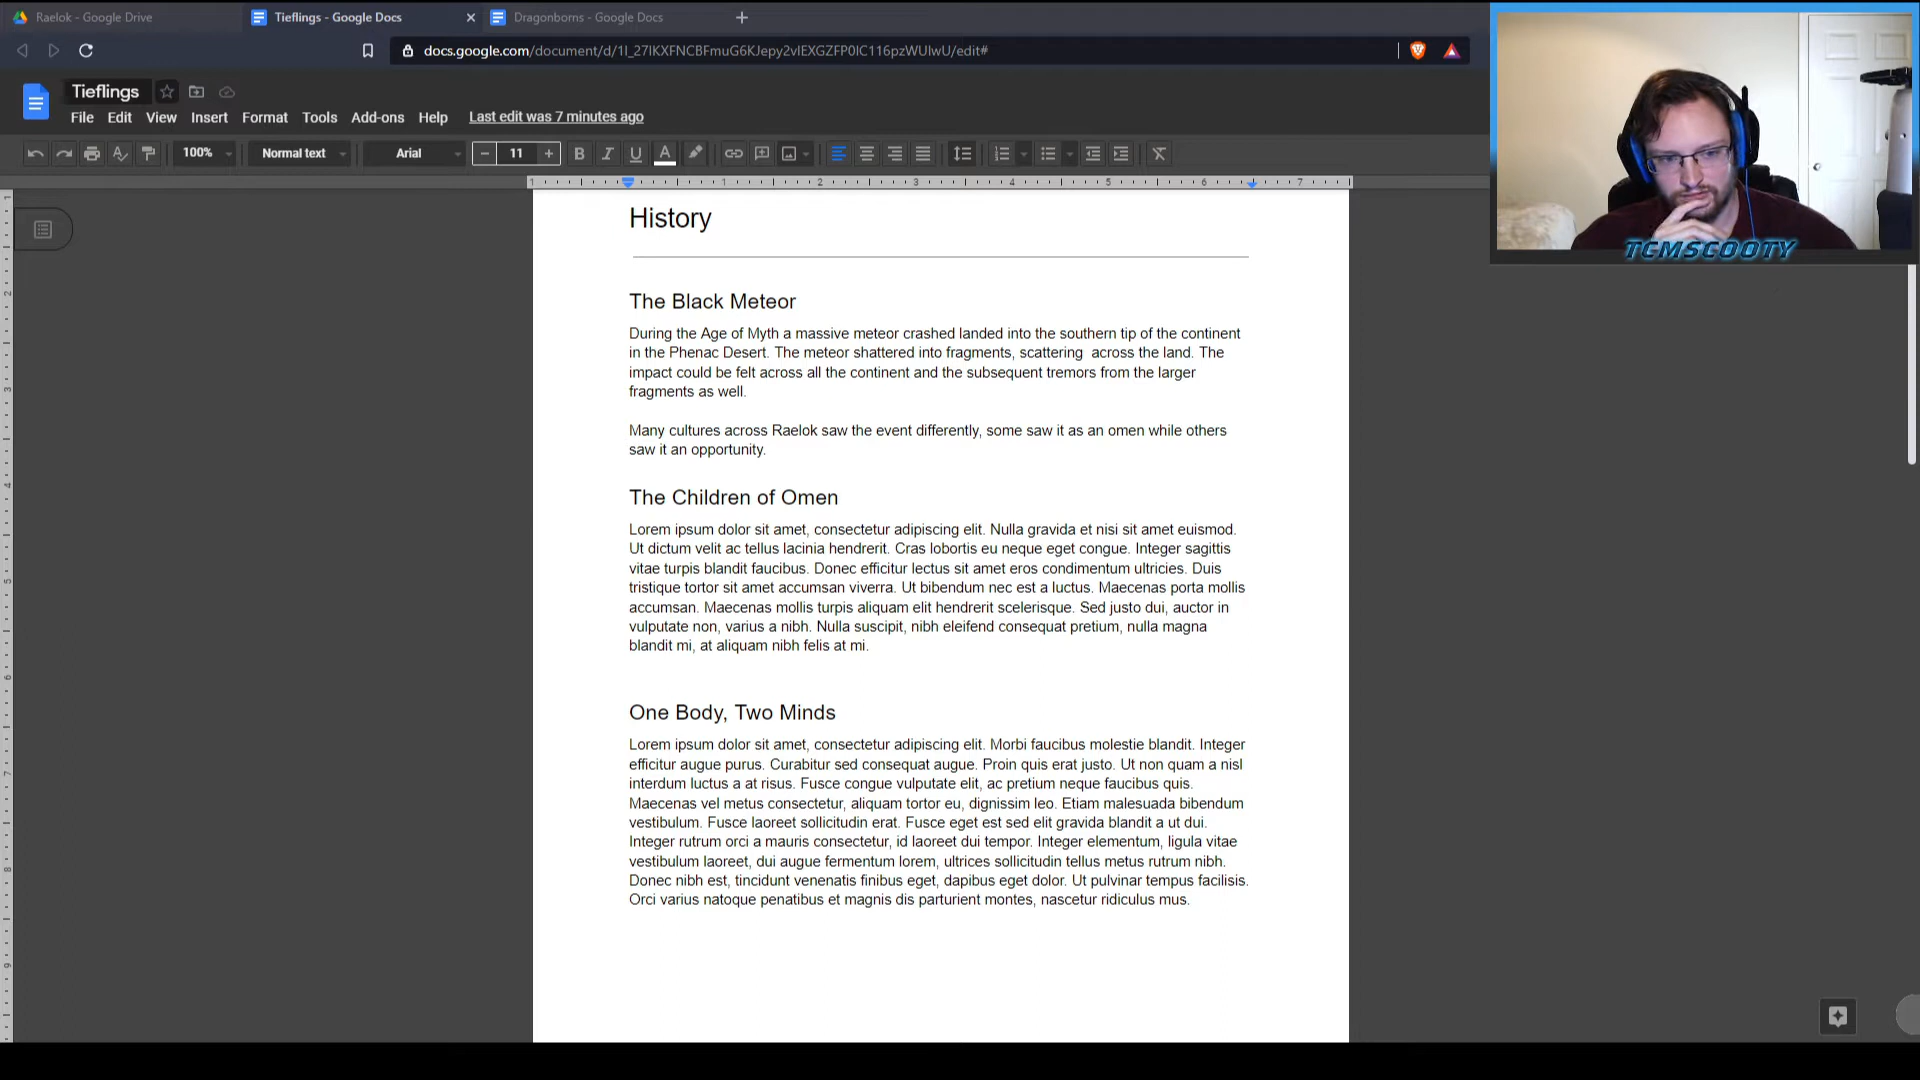 Raelok - Google Drive
Tieflings - Google Docs
Dragonborns - Google Docs
docs.google.com/document/d/1I_27IKXFNCBFmuG6KJepy2vIEXGZFP0IC116pzWUIwU/edit#
Tieflings
File Edit View Insert Format Tools Add-ons Help Last edit was 7 minutes ago
100% Normal text Arial 11
1 1 2 3 4 5 6 7
TCMSCOOTY
History
The Black Meteor
During the Age of Myth a massive meteor crashed landed into the southern tip of the continent
in the Phenac Desert. The meteor shattered into fragments, scattering  across the land. The
impact could be felt across all the continent and the subsequent tremors from the larger
fragments as well.
Many cultures across Raelok saw the event differently, some saw it as an omen while others
saw it an opportunity.
The Children of Omen
Lorem ipsum dolor sit amet, consectetur adipiscing elit. Nulla gravida et nisi sit amet euismod.
Ut dictum velit ac tellus lacinia hendrerit. Cras lobortis eu neque eget congue. Integer sagittis
vitae turpis blandit faucibus. Donec efficitur lectus sit amet eros condimentum ultricies. Duis
tristique tortor sit amet accumsan viverra. Ut bibendum nec est a luctus. Maecenas porta mollis
accumsan. Maecenas mollis turpis aliquam elit hendrerit scelerisque. Sed justo dui, auctor in
vulputate non, varius a nibh. Nulla suscipit, nibh eleifend consequat pretium, nulla magna
blandit mi, at aliquam nibh felis at mi.
One Body, Two Minds
Lorem ipsum dolor sit amet, consectetur adipiscing elit. Morbi faucibus molestie blandit. Integer
efficitur augue purus. Curabitur sed consequat augue. Proin quis erat justo. Ut non quam a nisl
interdum luctus a at risus. Fusce congue vulputate elit, ac pretium neque faucibus quis.
Maecenas vel metus consectetur, aliquam tortor eu, dignissim leo. Etiam malesuada bibendum
vestibulum. Fusce laoreet sollicitudin erat. Fusce eget est sed elit gravida blandit a ut dui.
Integer rutrum orci a mauris consectetur, id laoreet dui tempor. Integer elementum, ligula vitae
vestibulum laoreet, dui augue fermentum lorem, ultrices sollicitudin tellus metus rutrum nibh.
Donec nibh est, tincidunt venenatis finibus eget, dapibus eget dolor. Ut pulvinar tempus facilisis.
Orci varius natoque penatibus et magnis dis parturient montes, nascetur ridiculus mus.